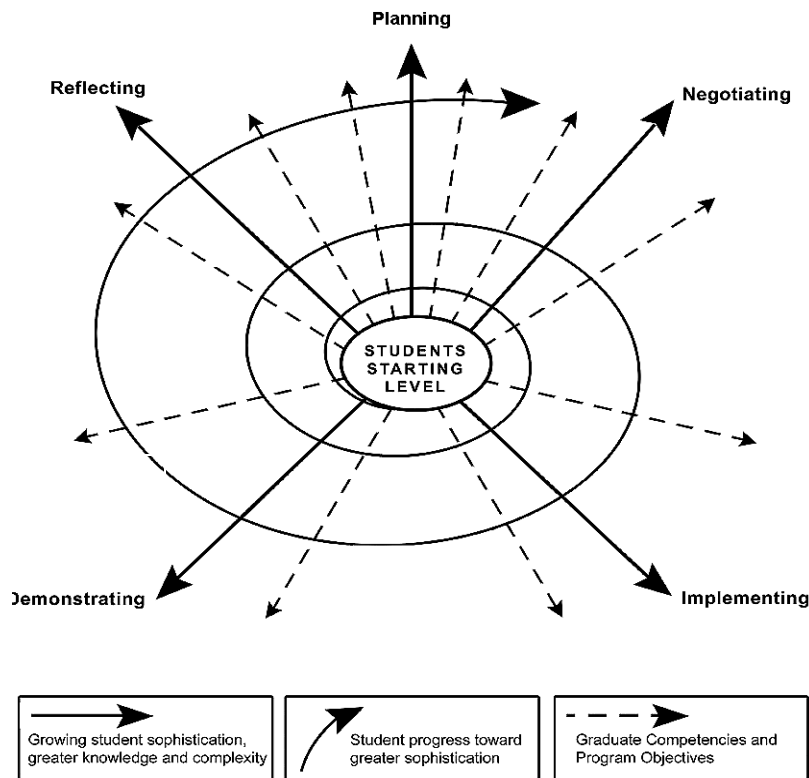 Planning
Reflecting
Negotiating
STUDENTS
STARTING
LEVEL
Demonstrating
Implementing
Growing student sophistication,
greater knowledge and complexity
Student progress toward
greater sophistication
Graduate Competencies and
Program Objectives